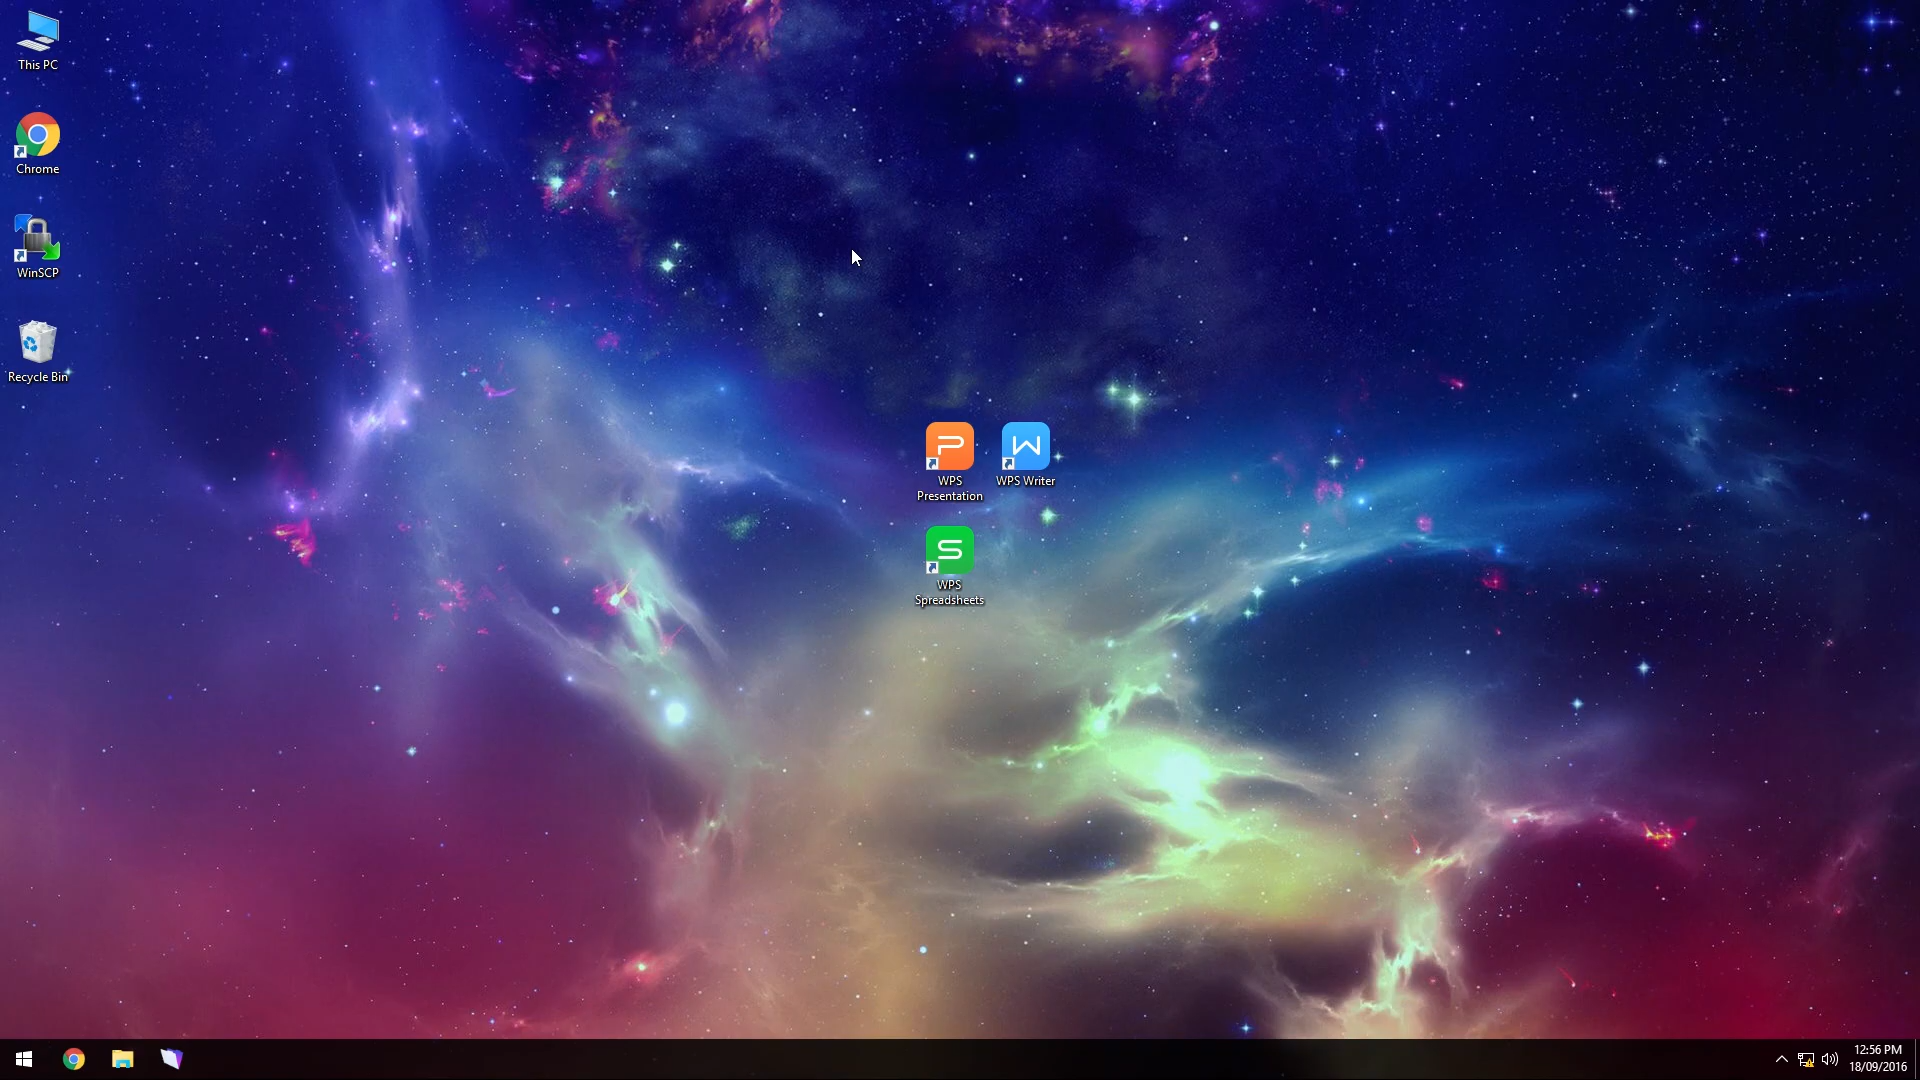 This PC
Chrome
WinSCP
Recycle Bin
WPS
Presentation
WPS Writer
WPS
Spreadsheets
12:56 PM
18/09/2016